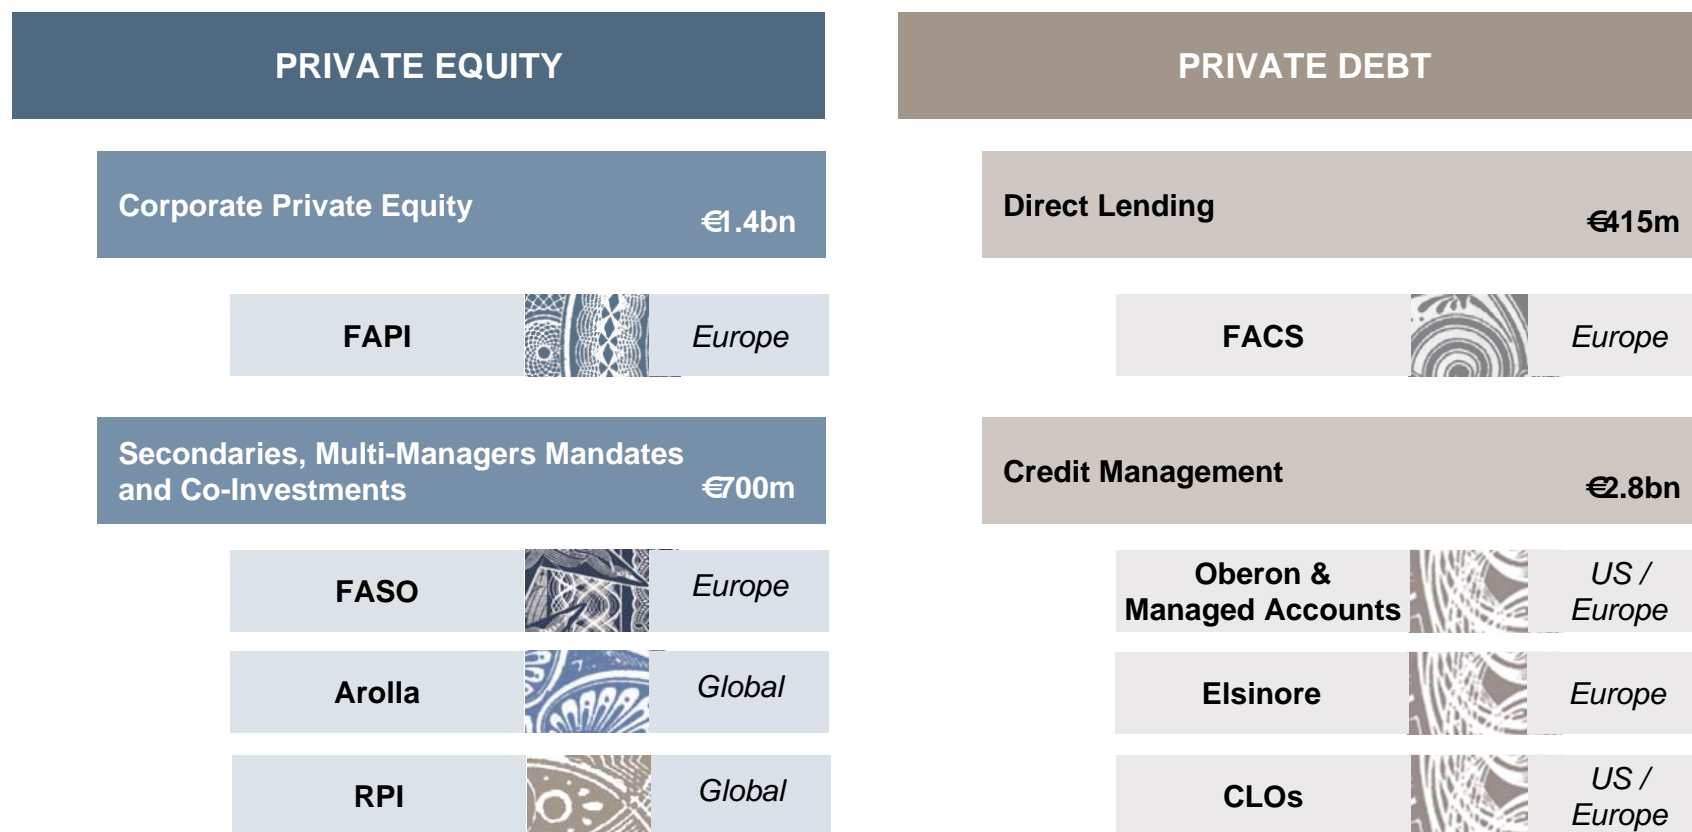 PRIVATE EQUITY
Corporate Private Equity
€1.4bn
FAPI
Europe
Secondaries, Multi-Managers Mandates
and Co-Investments
€700m
FASO
Europe
Arolla
Global
RPI
Global
PRIVATE DEBT
Direct Lending
€415m
FACS
Europe
Credit Management
€2.8bn
Oberon &
Managed Accounts
US /
Europe
Elsinore
Europe
CLOs
US /
Europe